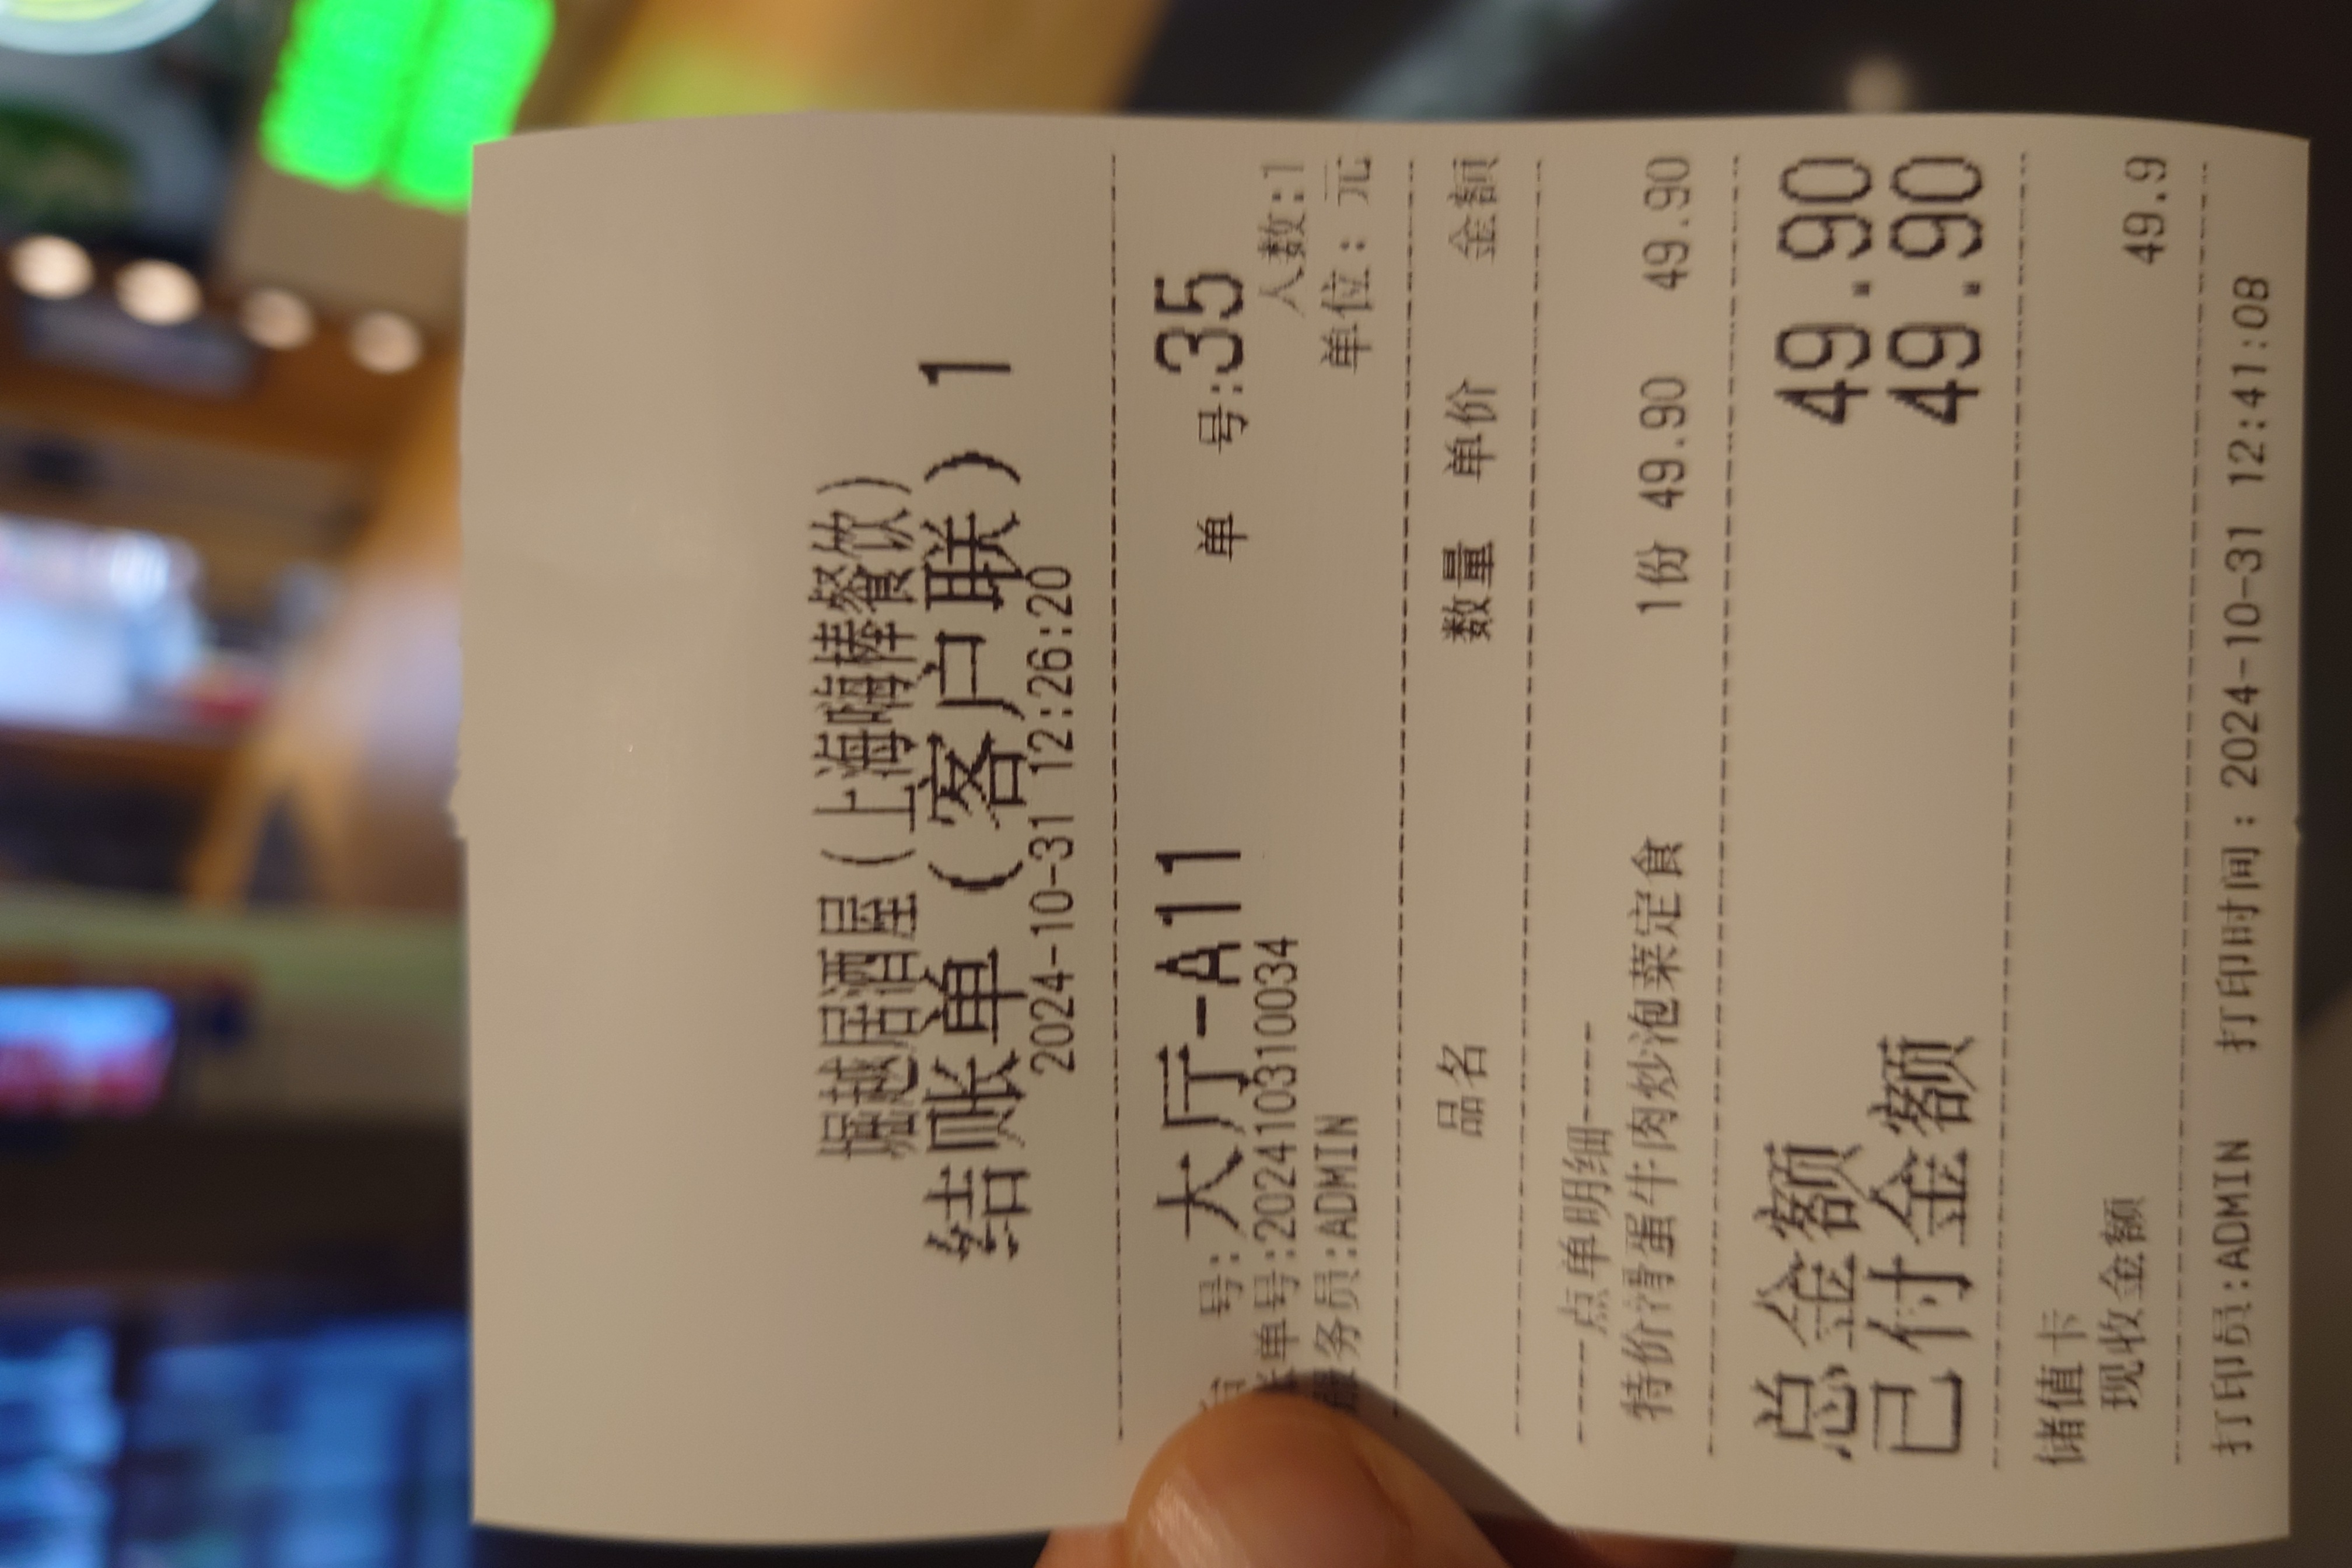 堀越居酒屋(上海嗨棒餐饮)
结账单(客户联) 1
2024-10-31 12:26:20
号:大厅-A11 单 号:35
单号:202410310034 人数:1
服务员:ADMIN 单位: 元
品名 数量 单价 金额
----点单明细----
特价滑蛋牛肉炒泡菜定食 1份 49.90 49.90
总金额 49.90
已付金额 49.90
储值卡
现收金额 49.9
打印员:ADMIN 打印时间: 2024-10-31 12:41:08